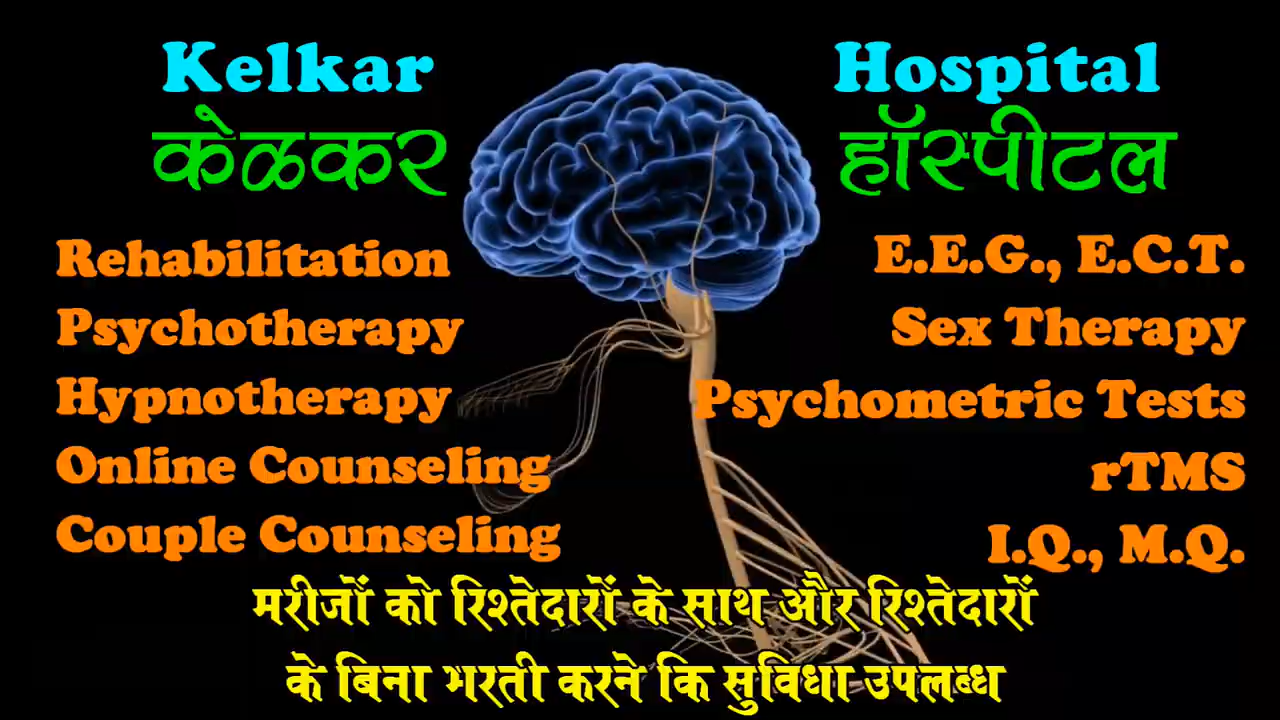 Kelkar Hospital
केळकर हॉस्पीटल
Rehabilitation
Psychotherapy
Hypnotherapy
Online Counseling
Couple Counseling
E.E.G., E.C.T.
Sex Therapy
Psychometric Tests
rTMS
I.Q., M.Q.
मरीजों को रिश्तेदारों के साथ और रिश्तेदारों
के बिना भरती करने कि सुविधा उपलब्ध